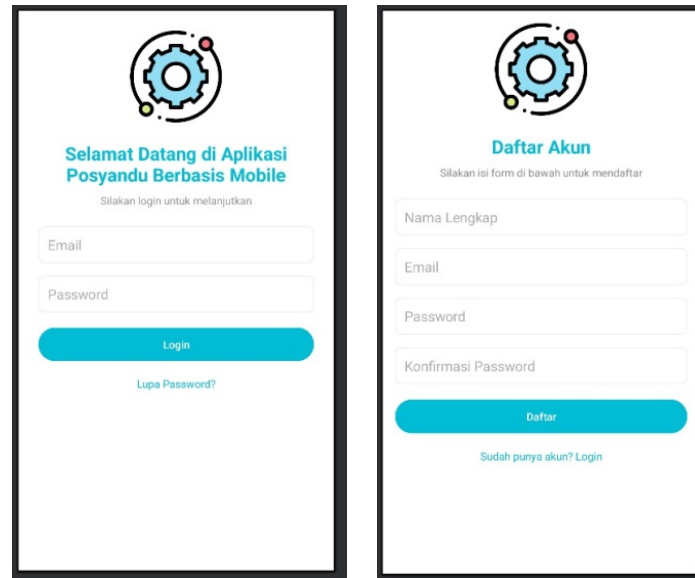 Selamat Datang di Aplikasi
Posyandu Berbasis Mobile
Silakan login untuk melanjutkan
Email
Password
Login
Lupa Password?
Daftar Akun
Silakan isi form di bawah untuk mendaftar
Nama Lengkap
Email
Password
Konfirmasi Password
Daftar
Sudah punya akun? Login